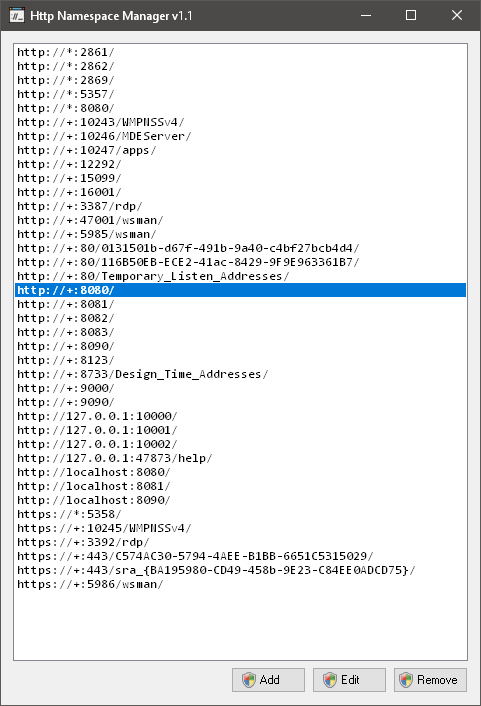 Http Namespace Manager v1.1
http://*:2861/
http://*:2862/
http://*:2869/
http://*:5357/
http://*:8080/
http://+:10243/WMPNSSv4/
http://+:10246/MDEServer/
http://+:10247/apps/
http://+:12292/
http://+:15099/
http://+:16001/
http://+:3387/rdp/
http://+:47001/wsman/
http://+:5985/wsman/
http://+:80/0131501b-d67f-491b-9a40-c4bf27bcb4d4/
http://+:80/116B50EB-ECE2-41ac-8429-9F9E963361B7/
http://+:80/Temporary_Listen_Addresses/
http://+:8080/
http://+:8081/
http://+:8082/
http://+:8083/
http://+:8090/
http://+:8123/
http://+:8733/Design_Time_Addresses/
http://+:9000/
http://+:9090/
http://127.0.0.1:10000/
http://127.0.0.1:10001/
http://127.0.0.1:10002/
http://127.0.0.1:47873/help/
http://localhost:8080/
http://localhost:8081/
http://localhost:8090/
https://*:5358/
https://+:10245/WMPNSSv4/
https://+:3392/rdp/
https://+:443/C574AC30-5794-4AEE-B1BB-6651C5315029/
https://+:443/sra_{BA195980-CD49-458b-9E23-C84EE0ADCD75}/
https://+:5986/wsman/
Add Edit Remove